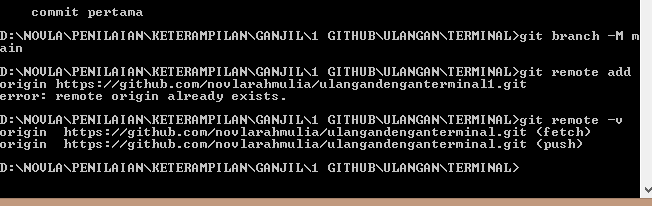 commit pertama
D:\NOVLA\PENILAIAN\KETERAMPILAN\GANJIL\1 GITHUB\ULANGAN\TERMINAL>git branch -M m
ain
D:\NOVLA\PENILAIAN\KETERAMPILAN\GANJIL\1 GITHUB\ULANGAN\TERMINAL>git remote add
origin https://github.com/novlarahmulia/ulangandenganterminal1.git
error: remote origin already exists.
D:\NOVLA\PENILAIAN\KETERAMPILAN\GANJIL\1 GITHUB\ULANGAN\TERMINAL>git remote -v
origin  https://github.com/novlarahmulia/ulangandenganterminal.git (fetch)
origin  https://github.com/novlarahmulia/ulangandenganterminal.git (push)
D:\NOVLA\PENILAIAN\KETERAMPILAN\GANJIL\1 GITHUB\ULANGAN\TERMINAL>